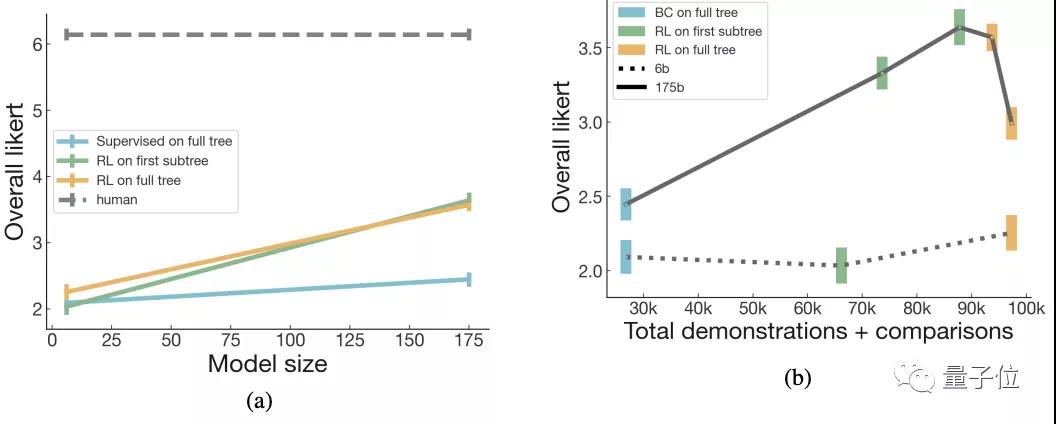 Overall likert
6
5
4
3
2
Supervised on full tree
RL on first subtree
RL on full tree
human
0 25 50 75 100 125 150 175
Model size
(a)
Overall likert
3.5
3.0
2.5
2.0
BC on full tree
RL on first subtree
RL on full tree
6b
175b
30k 40k 50k 60k 70k 80k 90k 100k
Total demonstrations + comparisons
(b)
量子位